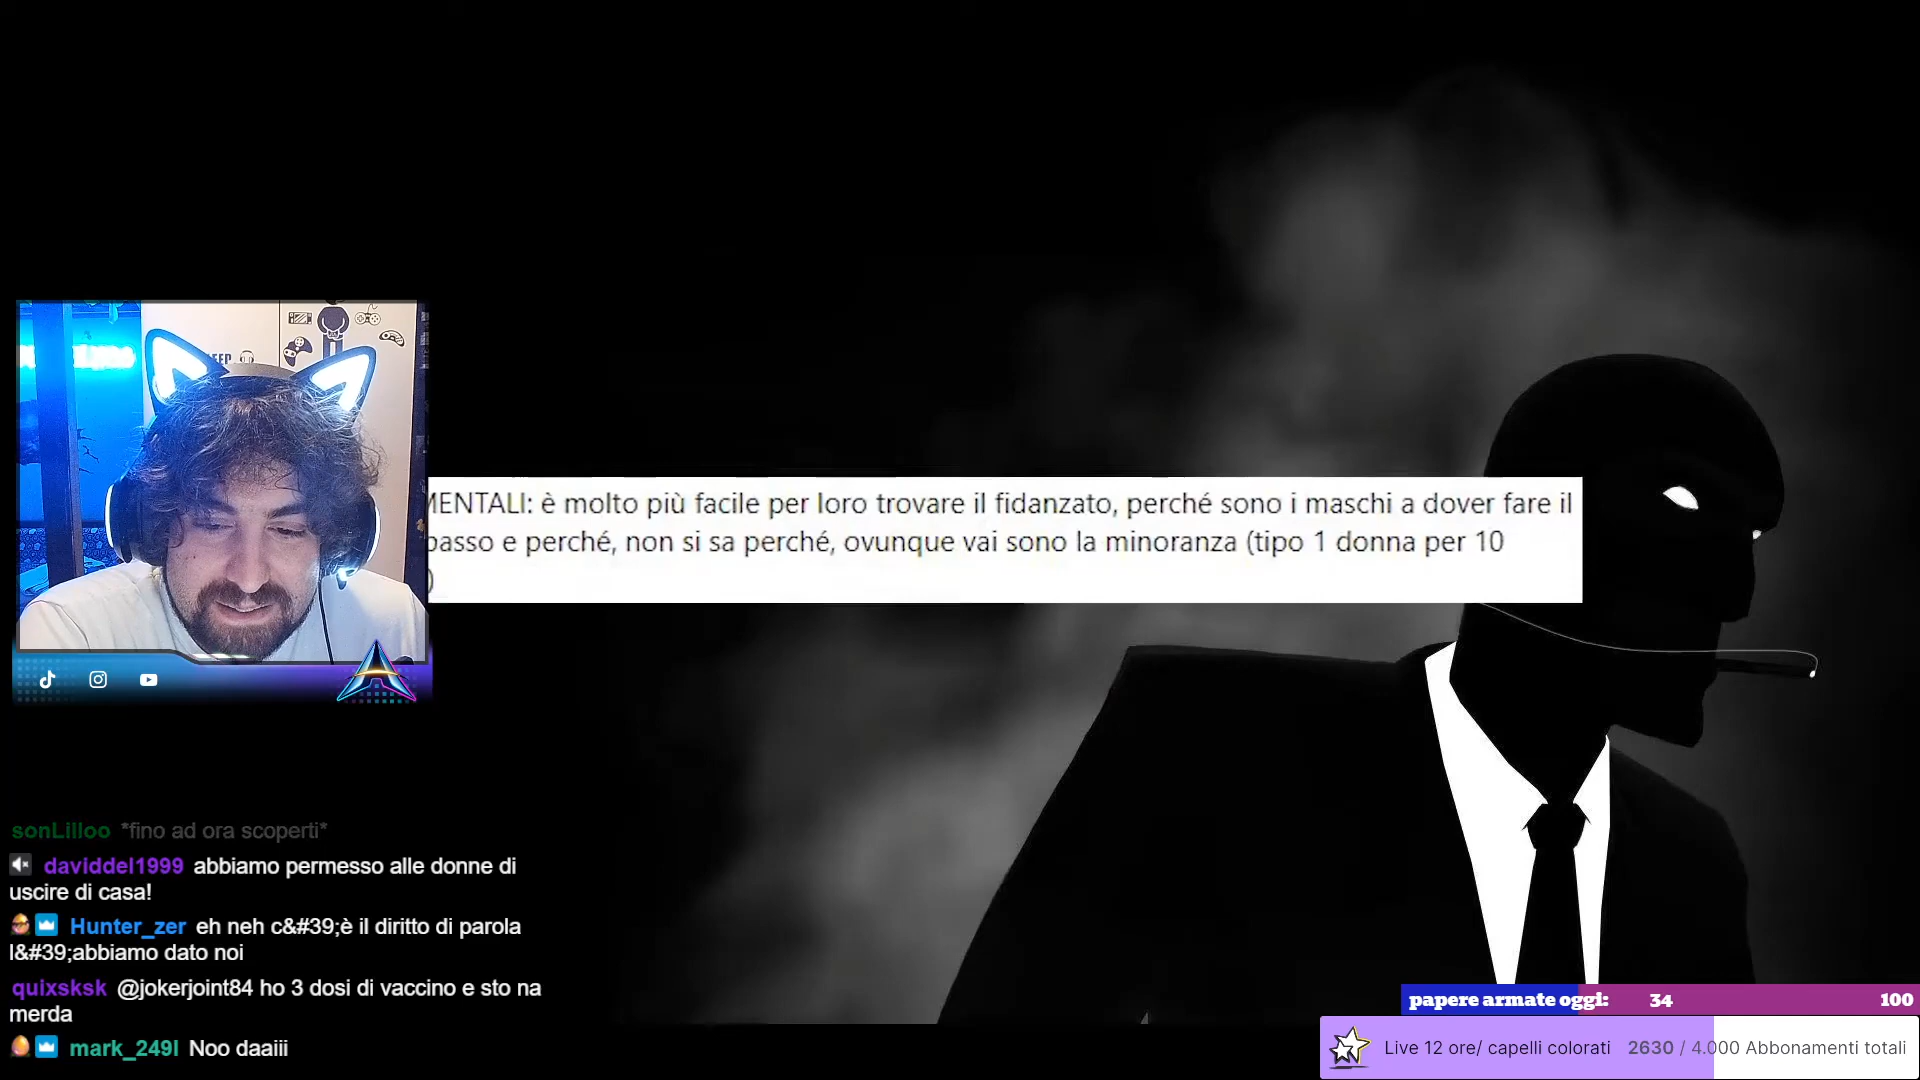 EEP
MENTALI: è molto più facile per loro trovare il fidanzato, perché sono i maschi a dover fare il
passo e perché, non si sa perché, ovunque vai sono la minoranza (tipo 1 donna per 10
)
sonLilloo *fino ad ora scoperti*
daviddel1999 abbiamo permesso alle donne di
uscire di casa!
Hunter_zer eh neh c&#39;è il diritto di parola
l&#39;abbiamo dato noi
quixsksk @jokerjoint84 ho 3 dosi di vaccino e sto na
merda
mark_249l Noo daaiii
papere armate oggi: 34 100
Live 12 ore/ capelli colorati 2630 / 4.000 Abbonamenti totali